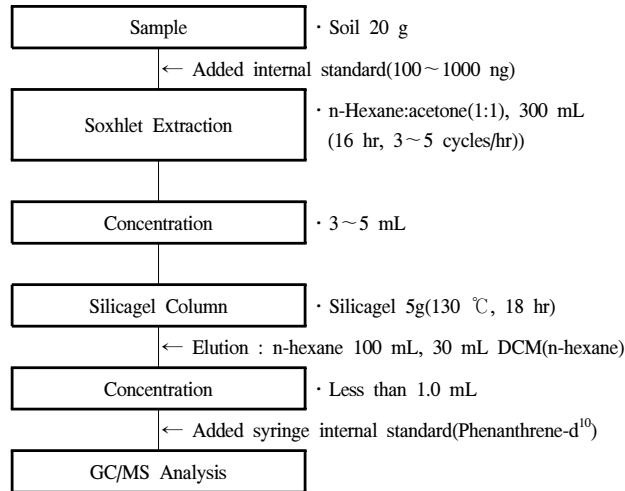 Sample · Soil 20 g
← Added internal standard(100～1000 ng)
Soxhlet Extraction · n-Hexane:acetone(1:1), 300 mL
(16 hr, 3～5 cycles/hr))
Concentration · 3～5 mL
Silicagel Column · Silicagel 5g(130 ℃, 18 hr)
← Elution : n-hexane 100 mL, 30 mL DCM(n-hexane)
Concentration · Less than 1.0 mL
← Added syringe internal standard(Phenanthrene-d¹⁰)
GC/MS Analysis